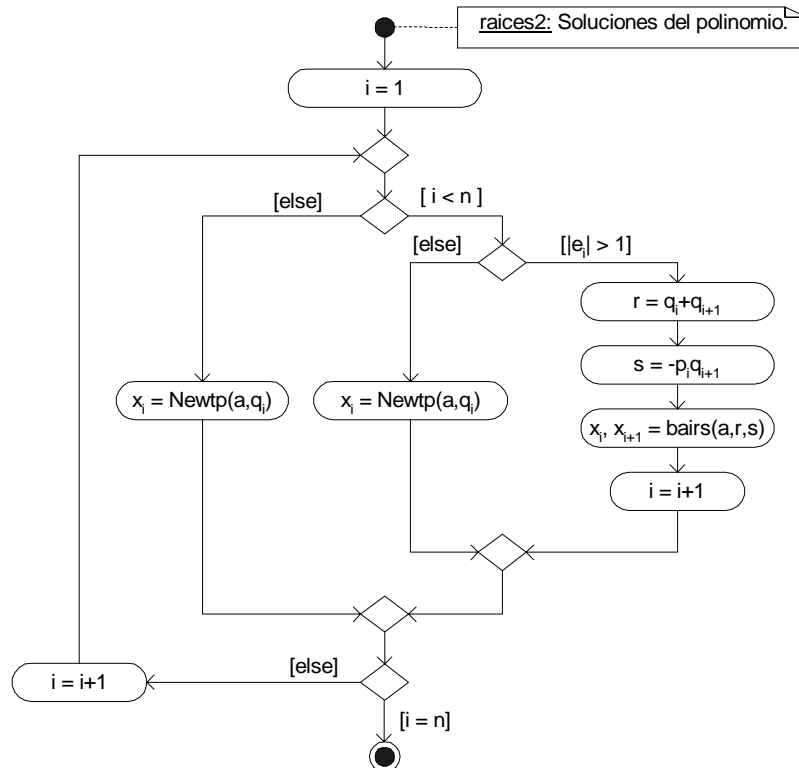 raices2: Soluciones del polinomio.
i = 1
[else]
[ i < n ]
[else]
[|eᵢ| > 1]
r = qᵢ+qᵢ₊₁
s = -pᵢqᵢ₊₁
xᵢ = Newtp(a,qᵢ)
xᵢ = Newtp(a,qᵢ)
xᵢ, xᵢ₊₁ = bairs(a,r,s)
i = i+1
[else]
i = i+1
[i = n]